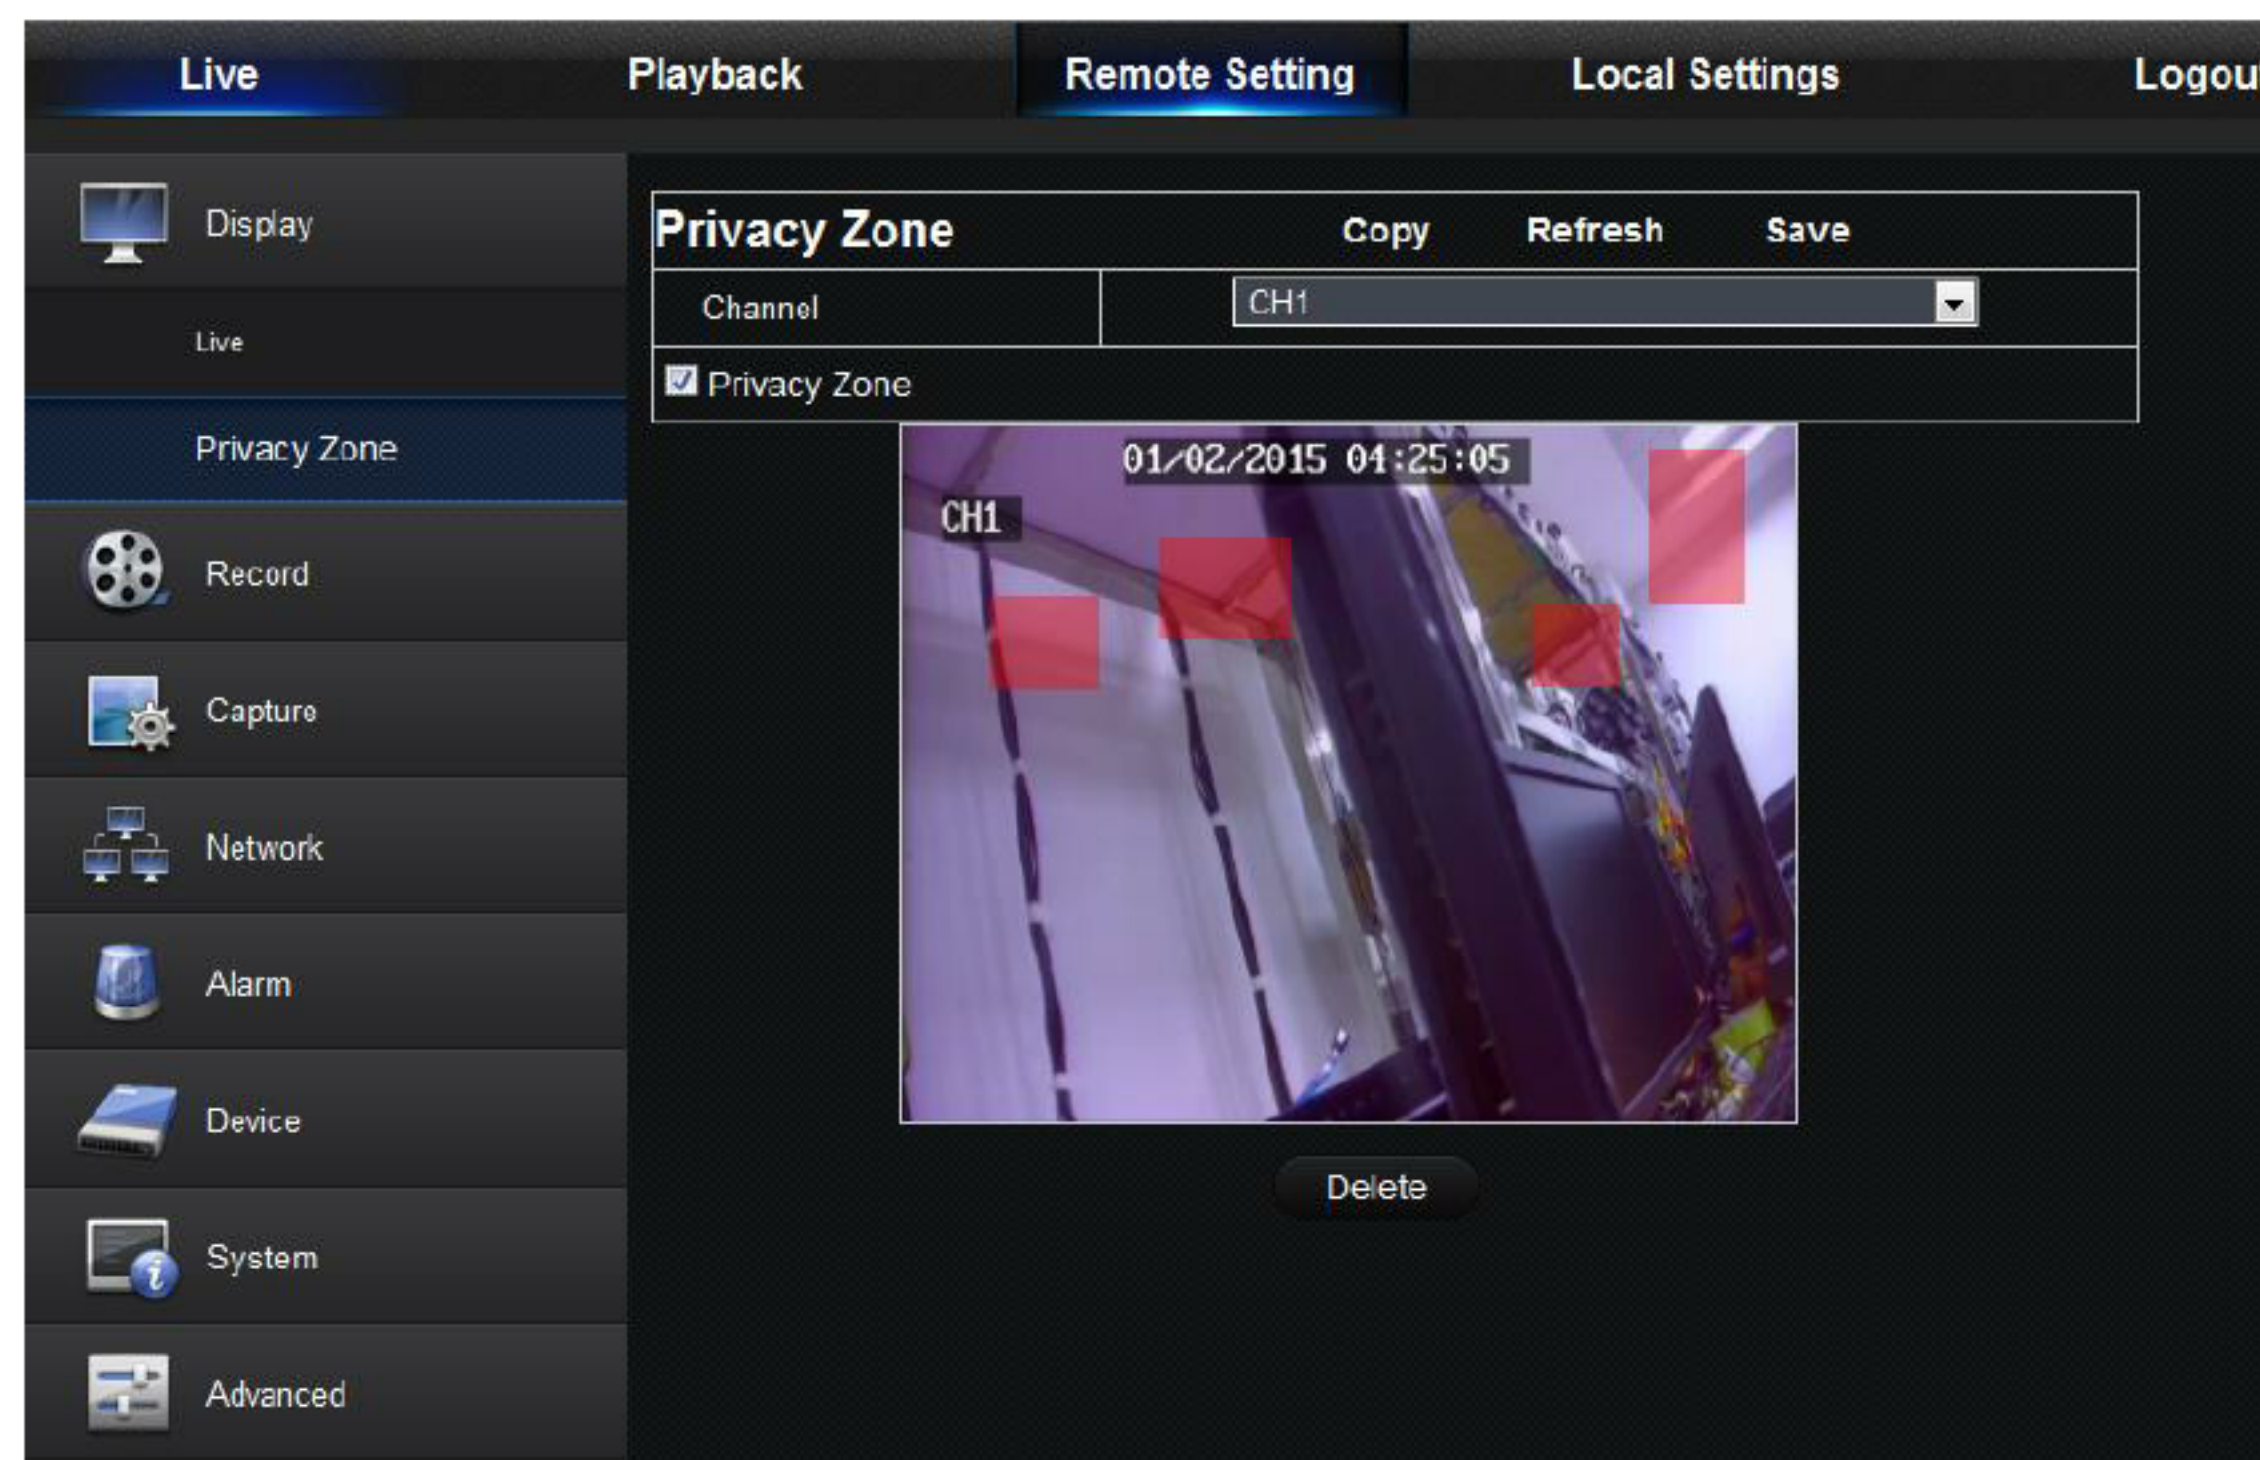 Live Playback Remote Setting Local Settings Logou
Display
Live
Privacy Zone
Record
Capture
Network
Alarm
Device
System
Advanced
Privacy Zone Copy Refresh Save
Channel CH1
Privacy Zone
01/02/2015 04:25:05
CH1
Delete